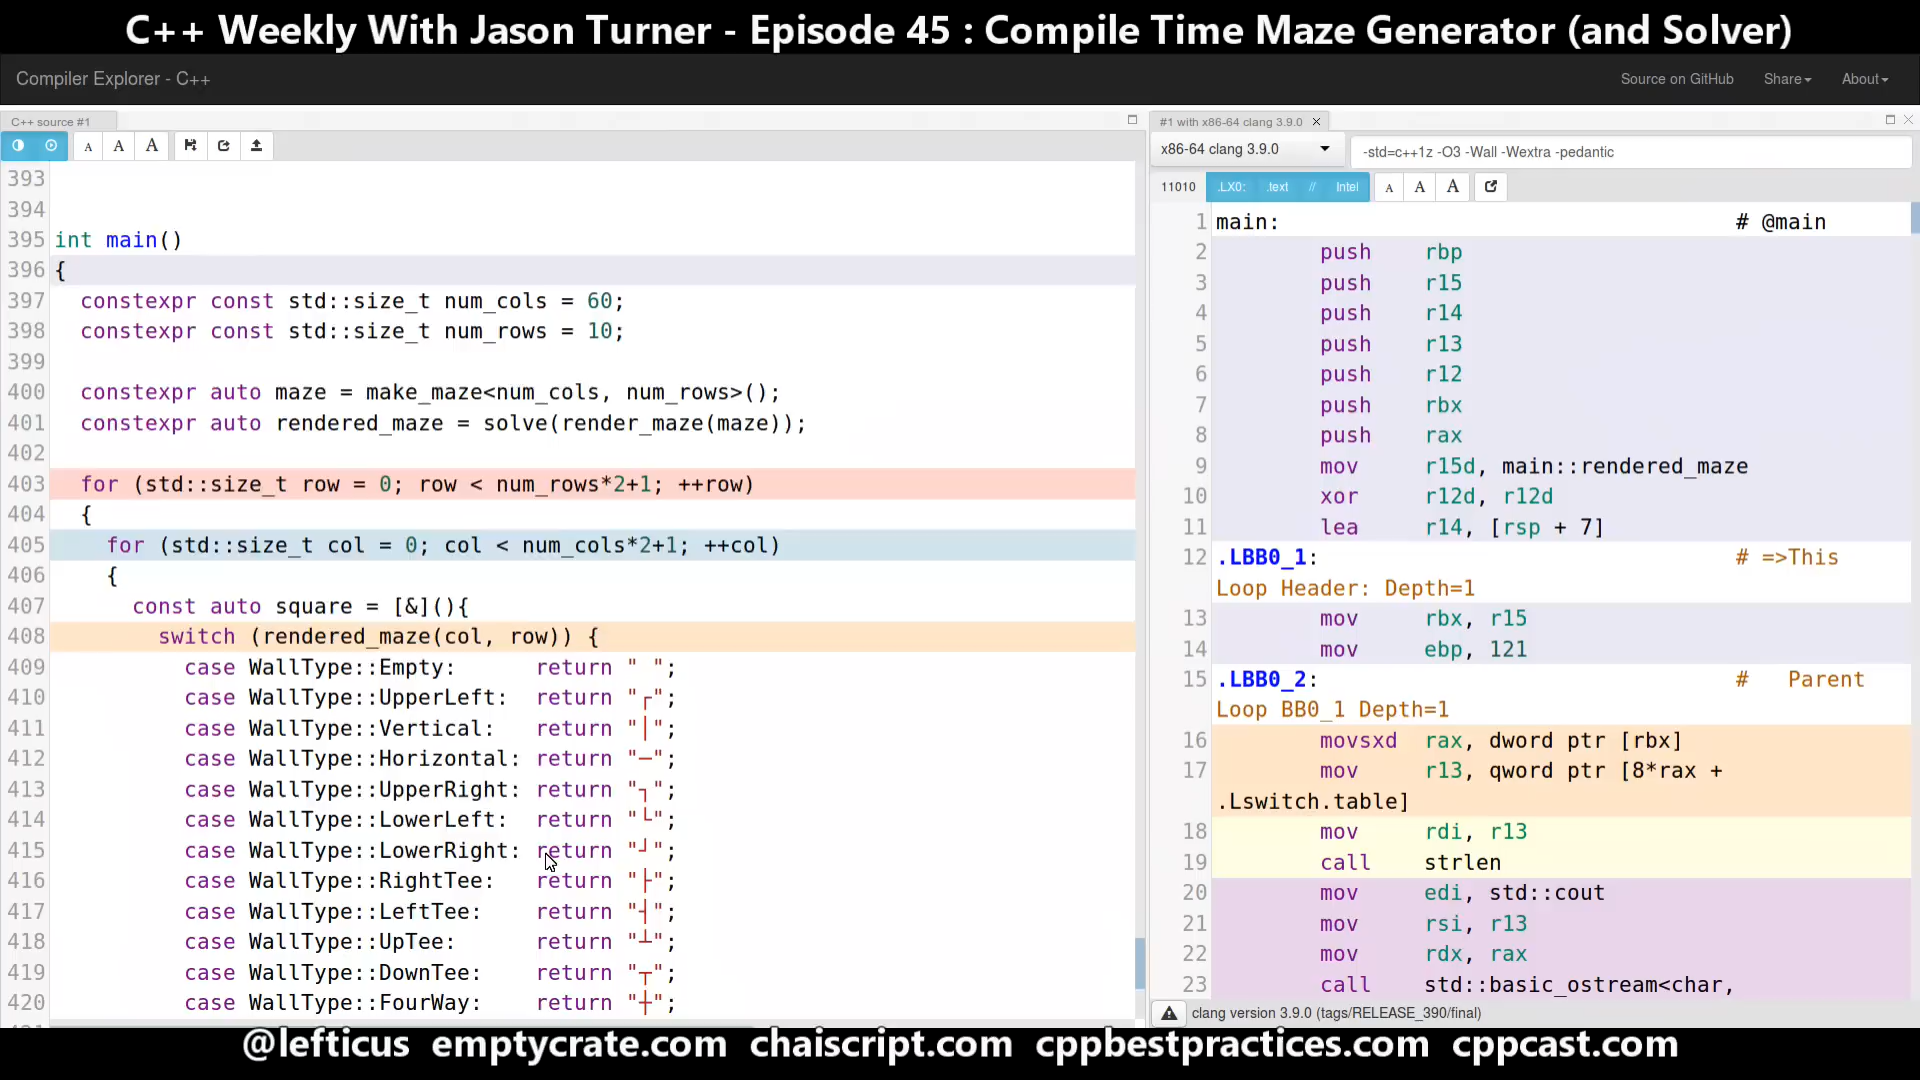 C++ Weekly With Jason Turner - Episode 45 : Compile Time Maze Generator (and Solver)
Compiler Explorer - C++
Source on GitHub Share About
C++ source #1
A A A
393
394
395 int main()
396 {
397   constexpr const std::size_t num_cols = 60;
398   constexpr const std::size_t num_rows = 10;
399
400   constexpr auto maze = make_maze<num_cols, num_rows>();
401   constexpr auto rendered_maze = solve(render_maze(maze));
402
403   for (std::size_t row = 0; row < num_rows*2+1; ++row)
404   {
405     for (std::size_t col = 0; col < num_cols*2+1; ++col)
406     {
407       const auto square = [&](){
408         switch (rendered_maze(col, row)) {
409           case WallType::Empty:      return " ";
410           case WallType::UpperLeft:  return "┌";
411           case WallType::Vertical:   return "│";
412           case WallType::Horizontal: return "─";
413           case WallType::UpperRight: return "┐";
414           case WallType::LowerLeft:  return "└";
415           case WallType::LowerRight: return "┘";
416           case WallType::RightTee:   return "├";
417           case WallType::LeftTee:    return "┤";
418           case WallType::UpTee:      return "┴";
419           case WallType::DownTee:    return "┬";
420           case WallType::FourWay:    return "┼";
#1 with x86-64 clang 3.9.0
x86-64 clang 3.9.0 -std=c++1z -O3 -Wall -Wextra -pedantic
11010 .LX0: .text // Intel A A A
1 main: # @main
2 push rbp
3 push r15
4 push r14
5 push r13
6 push r12
7 push rbx
8 push rax
9 mov r15d, main::rendered_maze
10 xor r12d, r12d
11 lea r14, [rsp + 7]
12 .LBB0_1: # =>This
Loop Header: Depth=1
13 mov rbx, r15
14 mov ebp, 121
15 .LBB0_2: #   Parent
Loop BB0_1 Depth=1
16 movsxd rax, dword ptr [rbx]
17 mov r13, qword ptr [8*rax +
.Lswitch.table]
18 mov rdi, r13
19 call strlen
20 mov edi, std::cout
21 mov rsi, r13
22 mov rdx, rax
23 call std::basic_ostream<char,
clang version 3.9.0 (tags/RELEASE_390/final)
@lefticus emptycrate.com chaiscript.com cppbestpractices.com cppcast.com